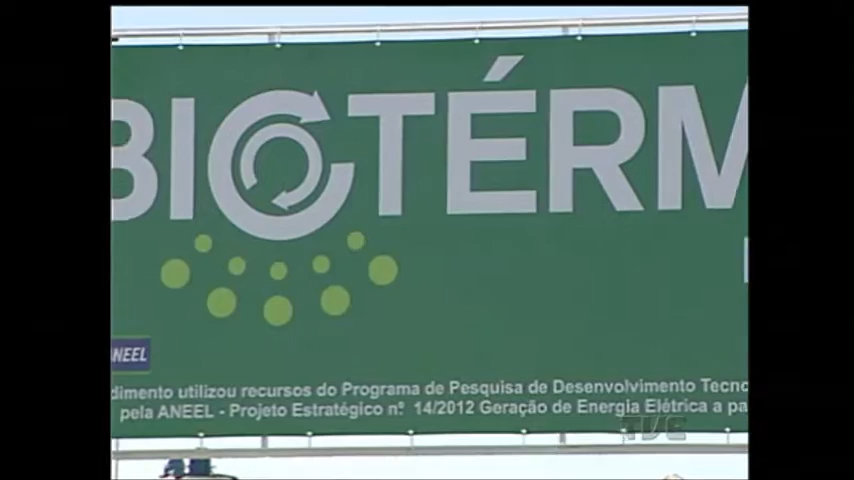 BIOTÉRM
ANEEL
dimento utilizou recursos do Programa de Pesquisa de Desenvolvimento Tecno
pela ANEEL - Projeto Estratégico nº 14/2012 Geração de Energia Elétrica a pa
TVE